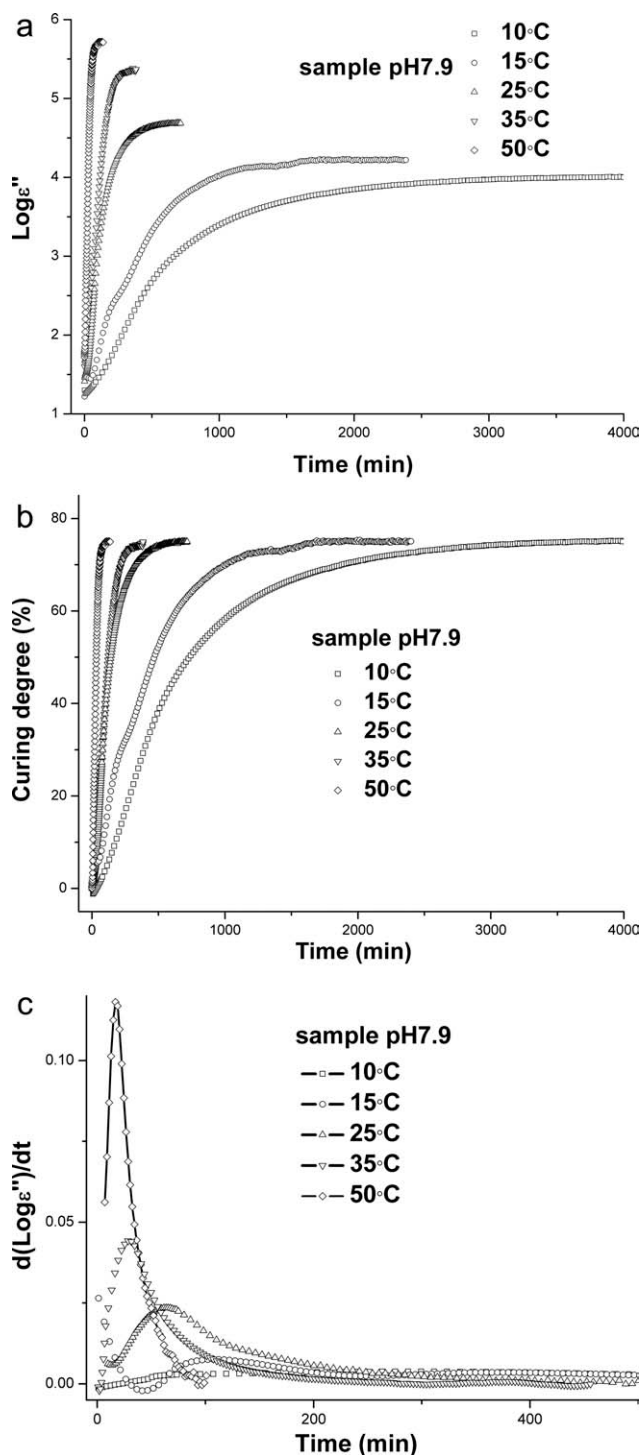 a
6
5
4
3
2
1
Logε''
sample pH7.9
10°C
15°C
25°C
35°C
50°C
0 1000 2000 3000 4000
Time (min)
b
80
60
40
20
0
Curing degree (%)
sample pH7.9
10°C
15°C
25°C
35°C
50°C
0 1000 2000 3000 4000
Time (min)
c
0.10
0.05
0.00
d(Logε'')/dt
sample pH7.9
10°C
15°C
25°C
35°C
50°C
0 200 400
Time (min)